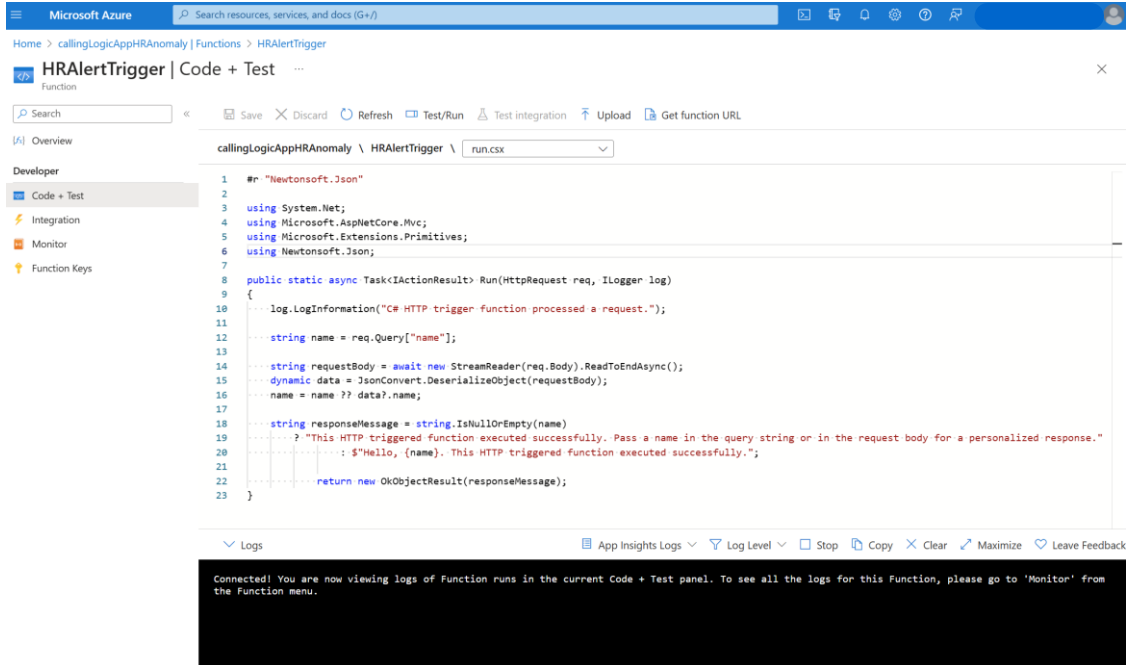 Microsoft Azure
Search resources, services, and docs (G+/)
Home > callingLogicAppHRAnomaly | Functions > HRAlertTrigger
HRAlertTrigger | Code + Test ...
Function
Search
«
Save Discard Refresh Test/Run Test integration Upload Get function URL
Overview
callingLogicAppHRAnomaly \ HRAlertTrigger \ run.csx
Developer
Code + Test
Integration
Monitor
Function Keys
1 #r "Newtonsoft.Json"
2
3 using System.Net;
4 using Microsoft.AspNetCore.Mvc;
5 using Microsoft.Extensions.Primitives;
6 using Newtonsoft.Json;
7
8 public static async Task<IActionResult> Run(HttpRequest req, ILogger log)
9 {
10 log.LogInformation("C# HTTP trigger function processed a request.");
11
12 string name = req.Query["name"];
13
14 string requestBody = await new StreamReader(req.Body).ReadToEndAsync();
15 dynamic data = JsonConvert.DeserializeObject(requestBody);
16 name = name ?? data?.name;
17
18 string responseMessage = string.IsNullOrEmpty(name)
19 ? "This HTTP triggered function executed successfully. Pass a name in the query string or in the request body for a personalized response."
20 : $"Hello, {name}. This HTTP triggered function executed successfully.";
21
22 return new OkObjectResult(responseMessage);
23 }
Logs
App Insights Logs Log Level Stop Copy Clear Maximize Leave Feedback
Connected! You are now viewing logs of Function runs in the current Code + Test panel. To see all the logs for this Function, please go to 'Monitor' from
the Function menu.